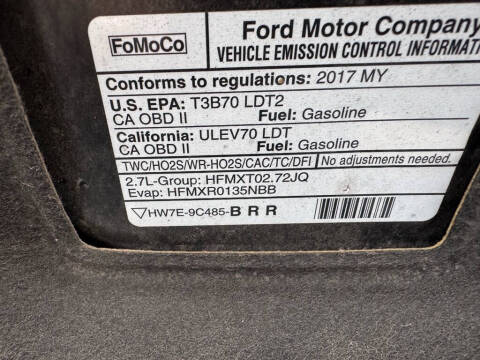 FoMoCo
Ford Motor Company
VEHICLE EMISSION CONTROL INFORMATI
Conforms to regulations: 2017 MY
U.S. EPA: T3B70 LDT2
CA OBD II Fuel: Gasoline
California: ULEV70 LDT
CA OBD II Fuel: Gasoline
TWC/HO2S/WR-HO2S/CAC/TC/DFI No adjustments needed.
2.7L-Group: HFMXT02.72JQ
Evap: HFMXR0135NBB
HW7E-9C485-B R R